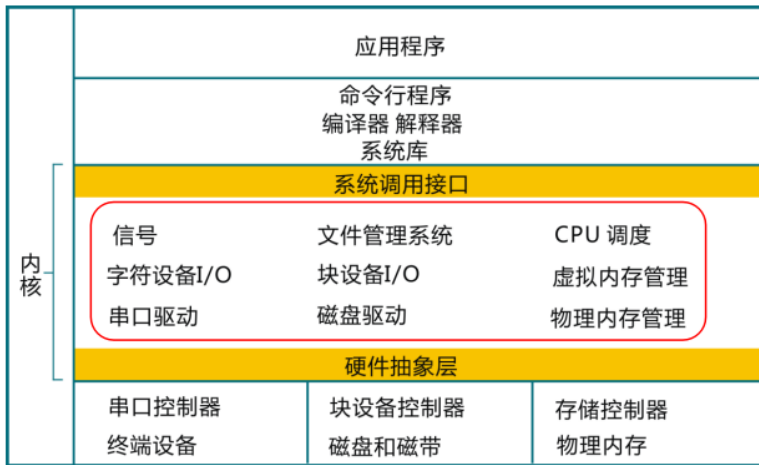 应用程序
命令行程序
编译器 解释器
系统库
系统调用接口
内核
信号 文件管理系统 CPU 调度
字符设备I/O 块设备I/O 虚拟内存管理
串口驱动 磁盘驱动 物理内存管理
硬件抽象层
串口控制器 块设备控制器 存储控制器
终端设备 磁盘和磁带 物理内存